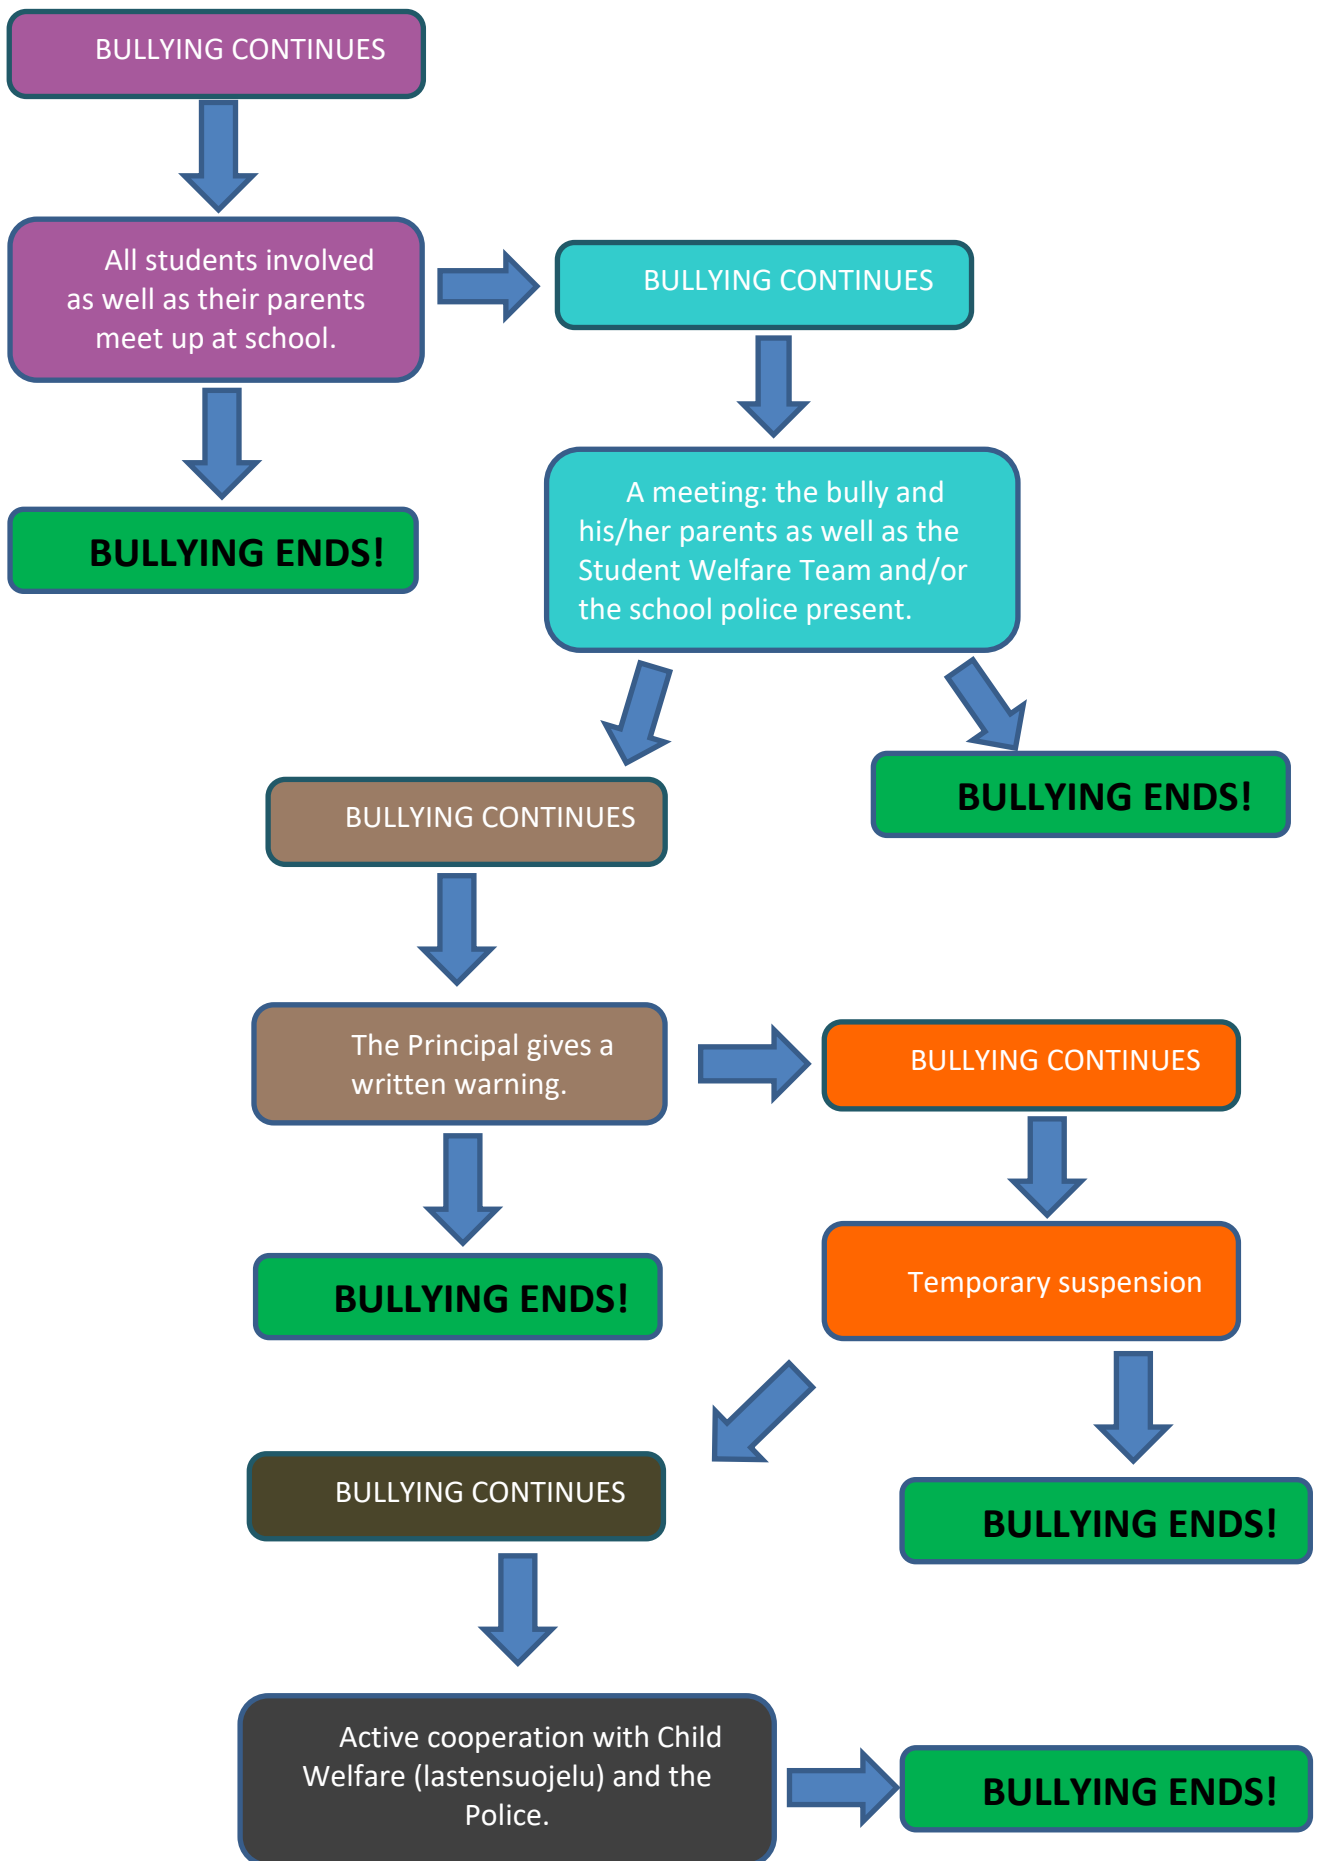 BULLYING CONTINUES
All students involved
as well as their parents
meet up at school.
BULLYING CONTINUES
A meeting: the bully and
his/her parents as well as the
Student Welfare Team and/or
the school police present.
BULLYING ENDS!
BULLYING CONTINUES
BULLYING ENDS!
The Principal gives a
written warning.
BULLYING CONTINUES
Temporary suspension
BULLYING ENDS!
BULLYING CONTINUES
BULLYING ENDS!
Active cooperation with Child
Welfare (lastensuojelu) and the
Police.
BULLYING ENDS!